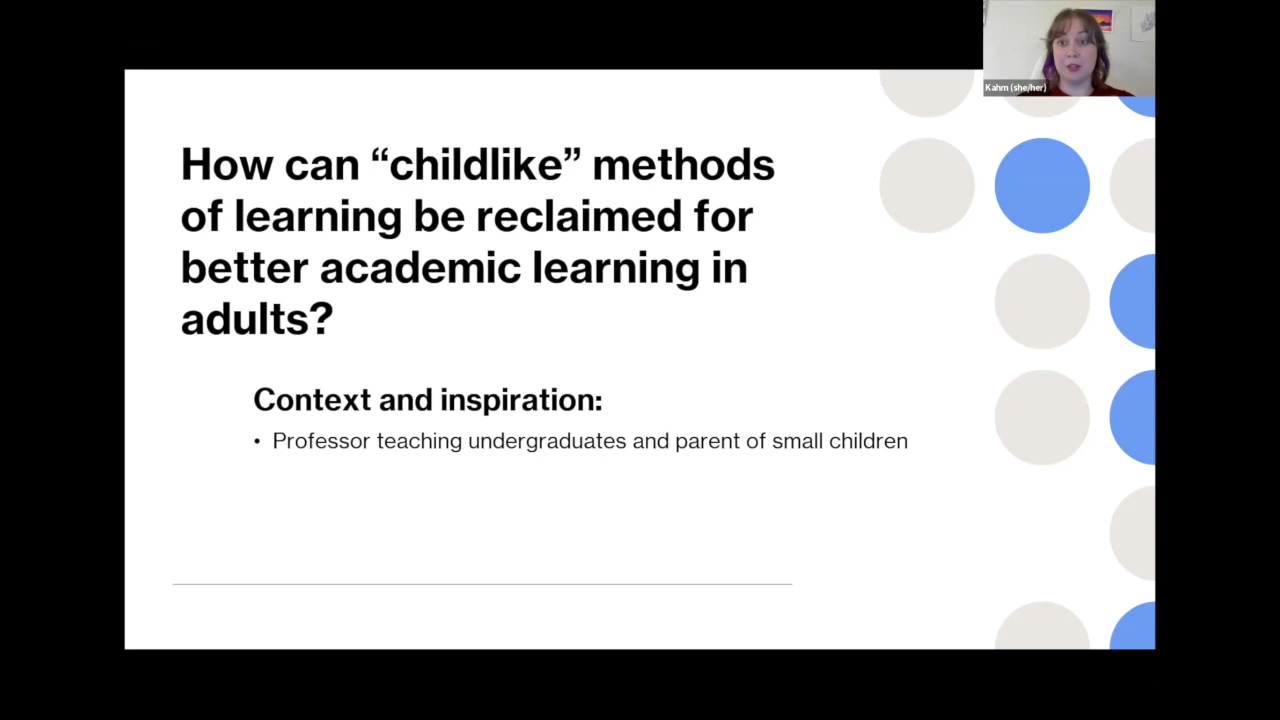 Kahm (she/her)
How can “childlike” methods
of learning be reclaimed for
better academic learning in
adults?
Context and inspiration:
• Professor teaching undergraduates and parent of small children